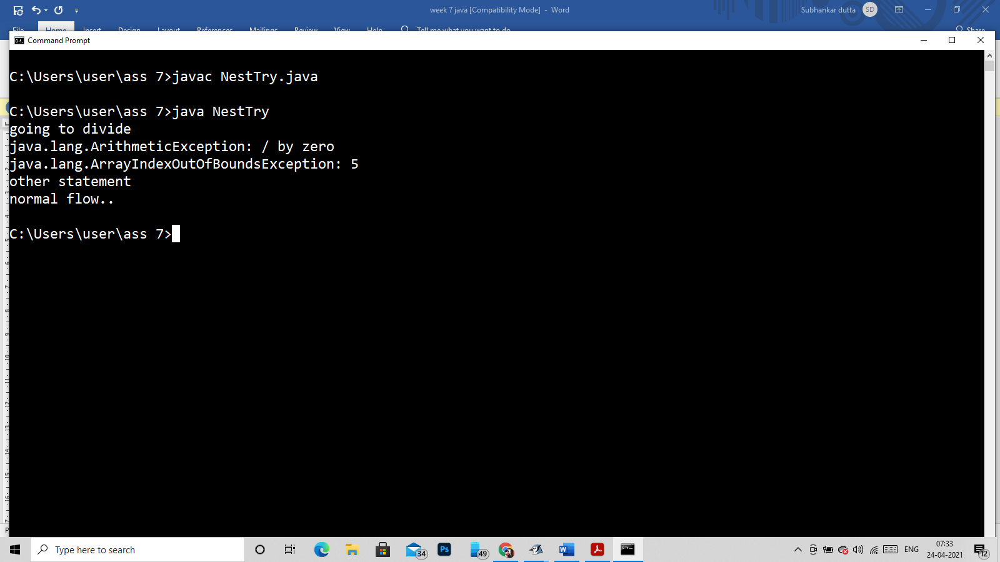 week 7 java [Compatibility Mode] - Word
Subhankar dutta
SD
File Home Insert Design Layout References Mailings Review View Help Tell me what you want to do Share
Command Prompt
C:\Users\user\ass 7>javac NestTry.java
C:\Users\user\ass 7>java NestTry
going to divide
java.lang.ArithmeticException: / by zero
java.lang.ArrayIndexOutOfBoundsException: 5
other statement
normal flow..
C:\Users\user\ass 7>
Type here to search
34
Ps
49
ENG
07:33
24-04-2021
12